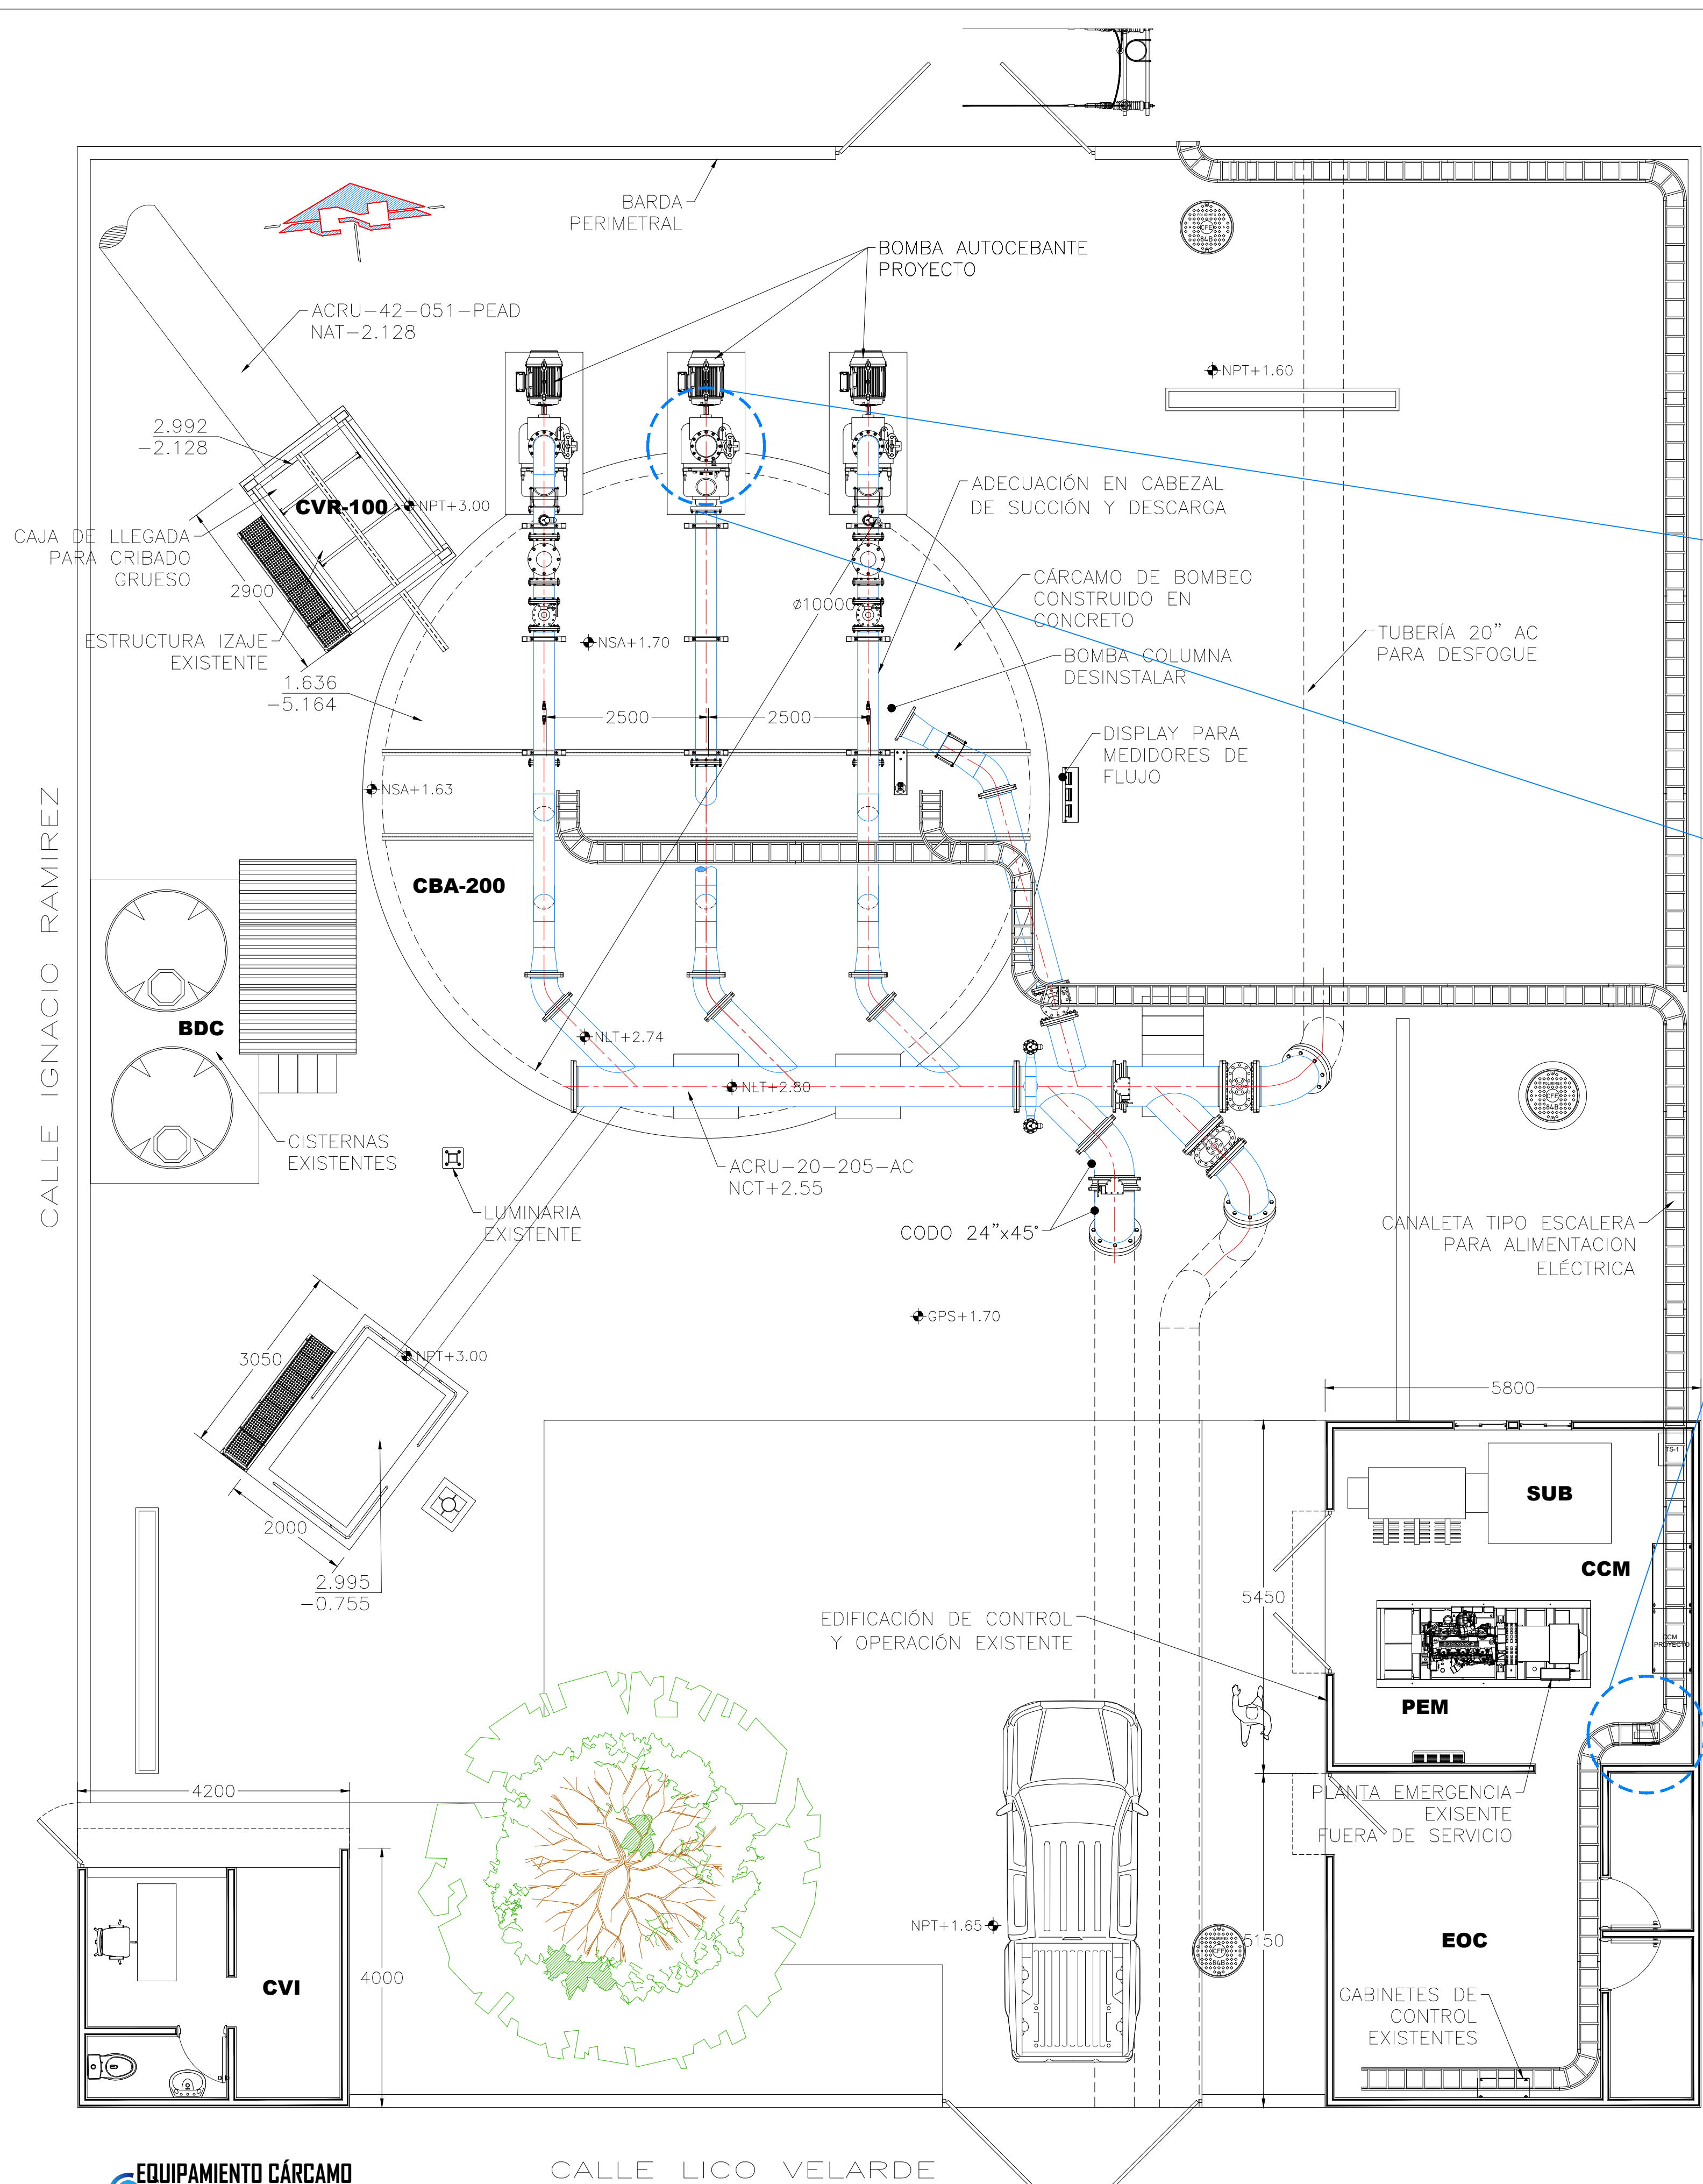 BARDA
PERIMETRAL
BOMBA AUTOCEBANTE
PROYECTO
ACRU-42-051-PEAD
NAT-2.128
NPT+1.60
2.992
-2.128
CVR-100
NPT+3.00
ADECUACIÓN EN CABEZAL
DE SUCCIÓN Y DESCARGA
CAJA DE LLEGADA
PARA CRIBADO
GRUESO
2900
CÁRCAMO DE BOMBEO
CONSTRUIDO EN
CONCRETO
ø10000
ESTRUCTURA IZAJE
EXISTENTE
NSA+1.70
TUBERÍA 20" AC
PARA DESFOGUE
BOMBA COLUMNA
DESINSTALAR
1.636
-5.164
2500
2500
DISPLAY PARA
MEDIDORES DE
FLUJO
NSA+1.63
CALLE IGNACIO RAMIREZ
CBA-200
BDC
NLT+2.74
NLT+2.80
CISTERNAS
EXISTENTES
ACRU-20-205-AC
NCT+2.55
LUMINARIA
EXISTENTE
CODO 24"x45°
CANALETA TIPO ESCALERA
PARA ALIMENTACION
ELÉCTRICA
GPS+1.70
3050
NPT+3.00
5800
TS-1
SUB
2000
CCM
2.995
-0.755
5450
EDIFICACIÓN DE CONTROL
Y OPERACIÓN EXISTENTE
CCM
PROYECTO
PEM
4200
PLANTA EMERGENCIA
EXISENTE
FUERA DE SERVICIO
NPT+1.65
5150
EOC
CVI
4000
GABINETES DE
CONTROL
EXISTENTES
CFE
CFE
CFE
EQUIPAMIENTO CÁRCAMO
CALLE LICO VELARDE